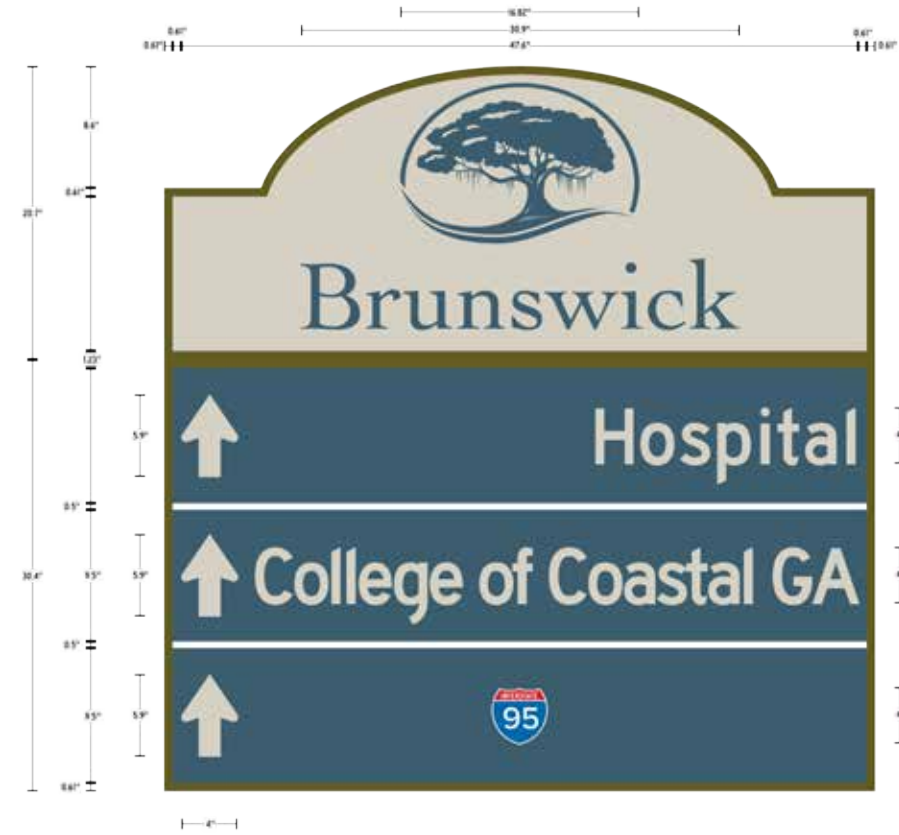 16.82"
30.9"
0.61" 0.61"
0.61" 47.6" 0.61"
8.6"
0.61"
20.7"
Brunswick
1.23"
5.9" Hospital
0.5"
30.4" 9.5" 5.9" College of Coastal GA
0.5"
INTERSTATE
9.5" 5.9" 95
0.61"
4"